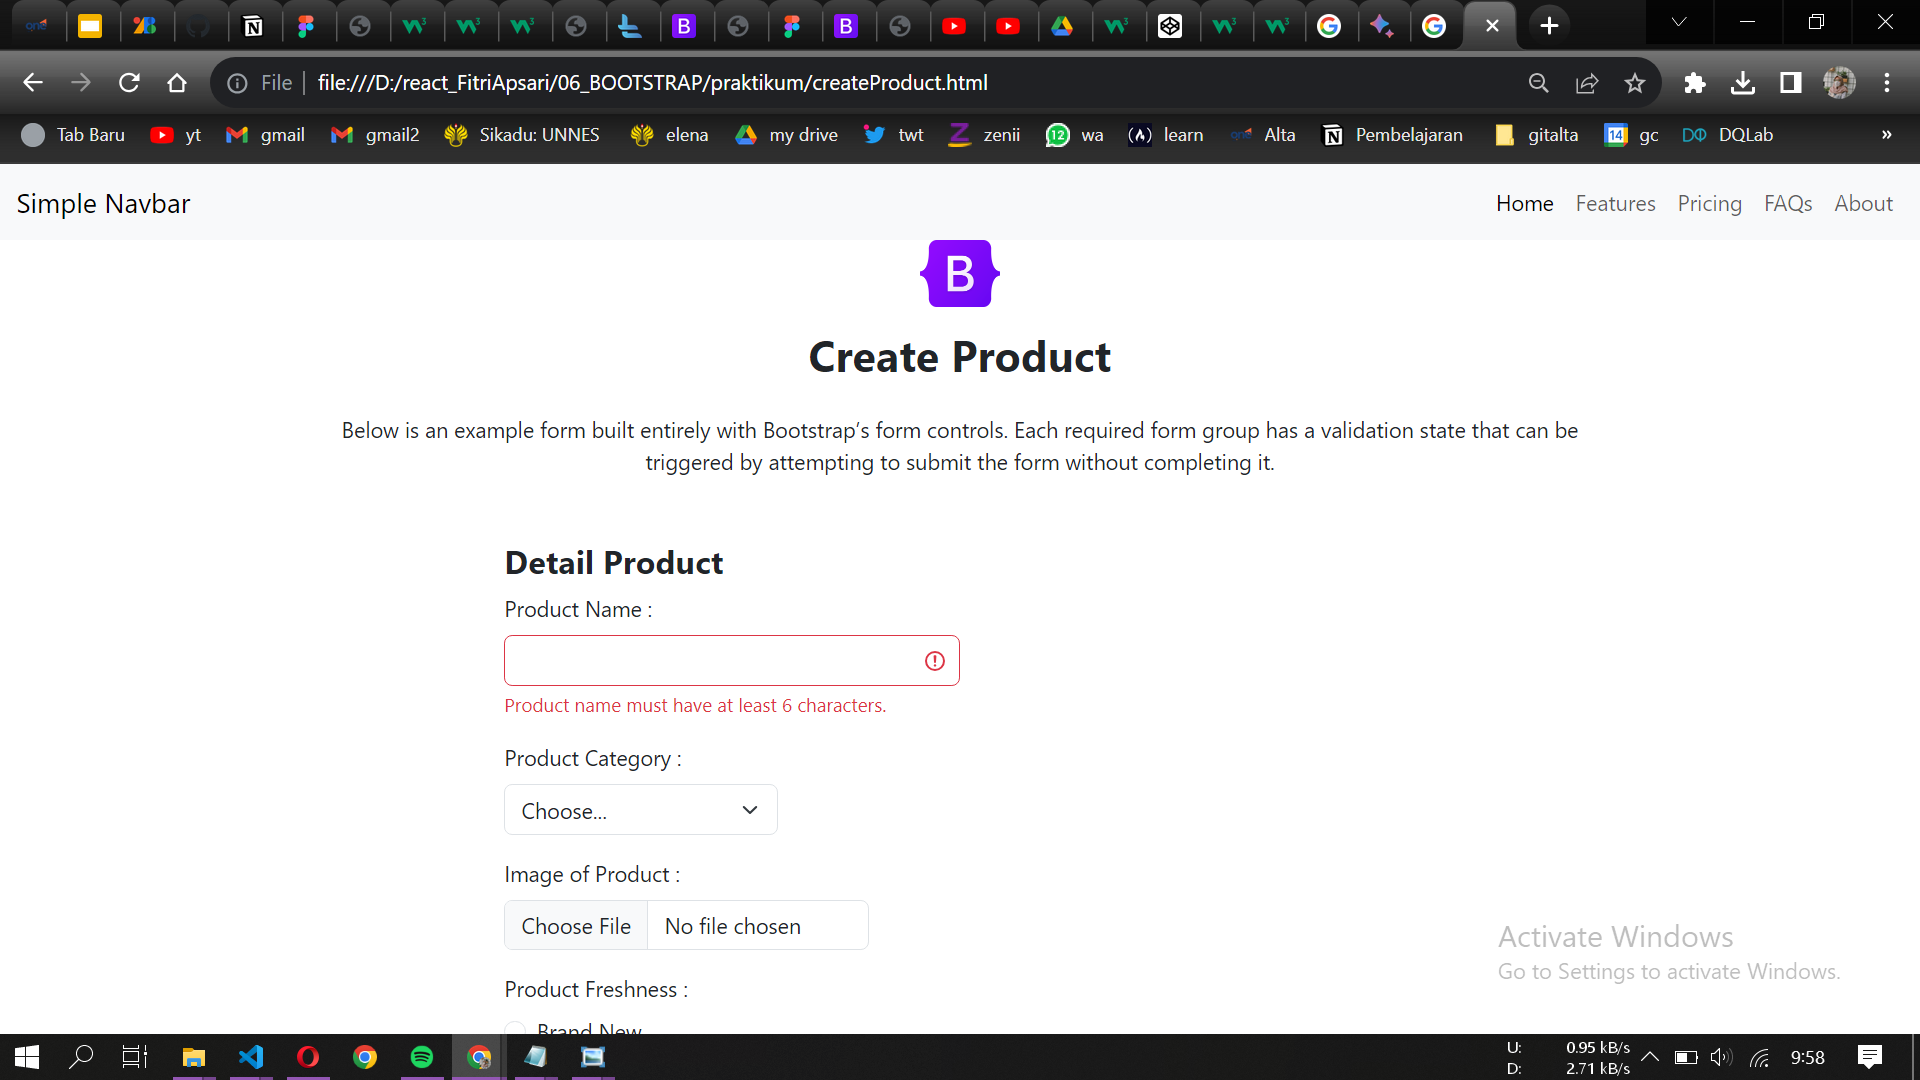 File
file:///D:/react_FitriApsari/06_BOOTSTRAP/praktikum/createProduct.html
Tab Baru yt gmail gmail2 Sikadu: UNNES elena my drive twt zenii 12 wa learn Alta Pembelajaran gitalta 14 gc DQLab »
Simple Navbar
Home Features Pricing FAQs About
B
Create Product
Below is an example form built entirely with Bootstrap’s form controls. Each required form group has a validation state that can be
triggered by attempting to submit the form without completing it.
Detail Product
Product Name :
Product name must have at least 6 characters.
Product Category :
Choose...
Image of Product :
Choose File No file chosen
Product Freshness :
Brand New
Activate Windows
Go to Settings to activate Windows.
U: 0.95 kB/s
D: 2.71 kB/s
9:58